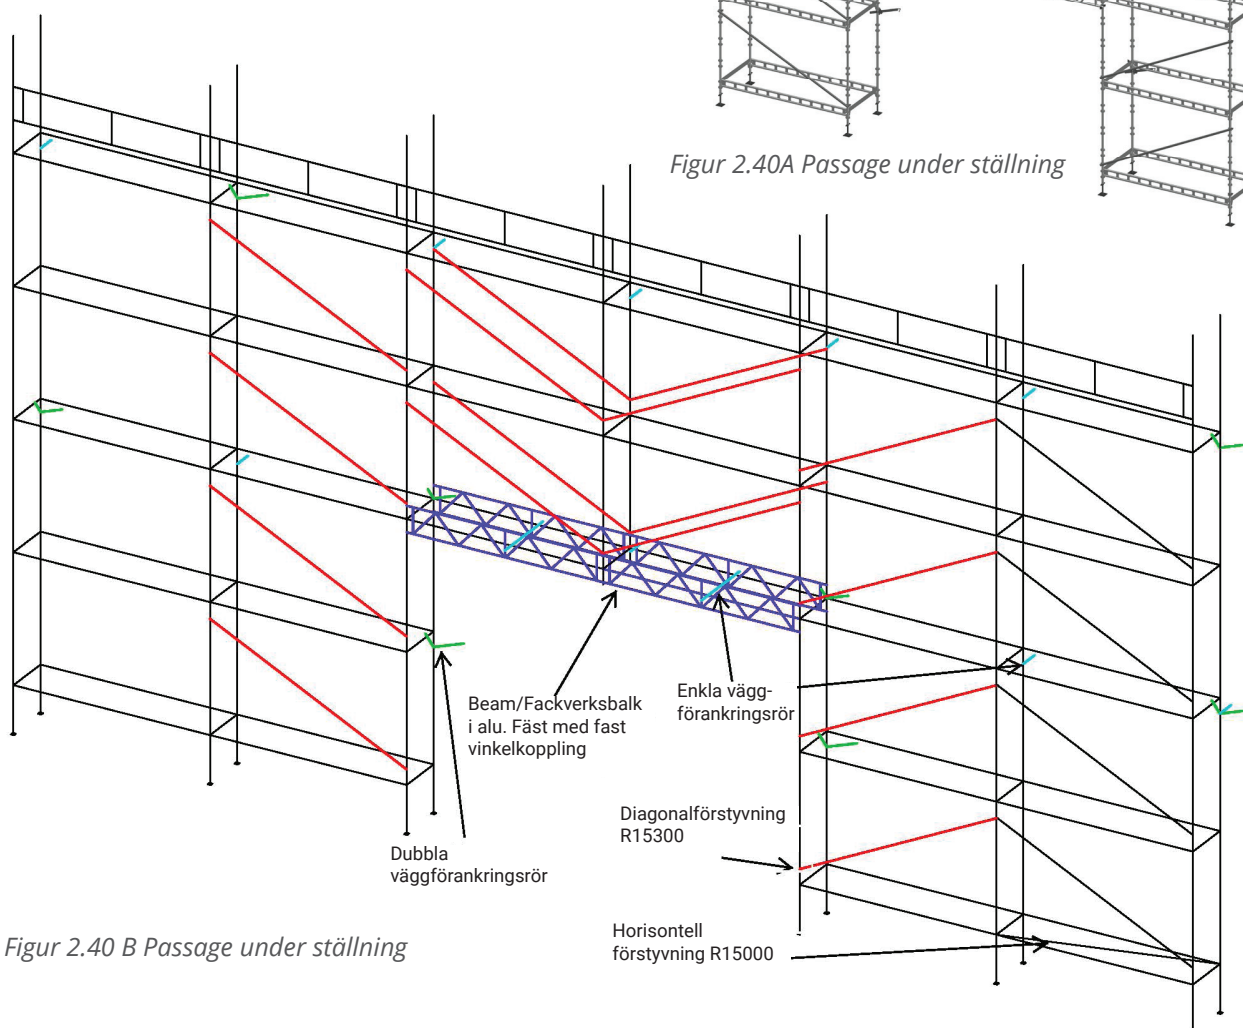 Figur 2.40A Passage under ställning
Beam/Fackverksbalk
i alu. Fäst med fast
vinkelkoppling
Enkla vägg-
förankringsrör
Dubbla
väggförankringsrör
Diagonalförstyvning
R15300
Horisontell
förstyvning R15000
Figur 2.40 B Passage under ställning